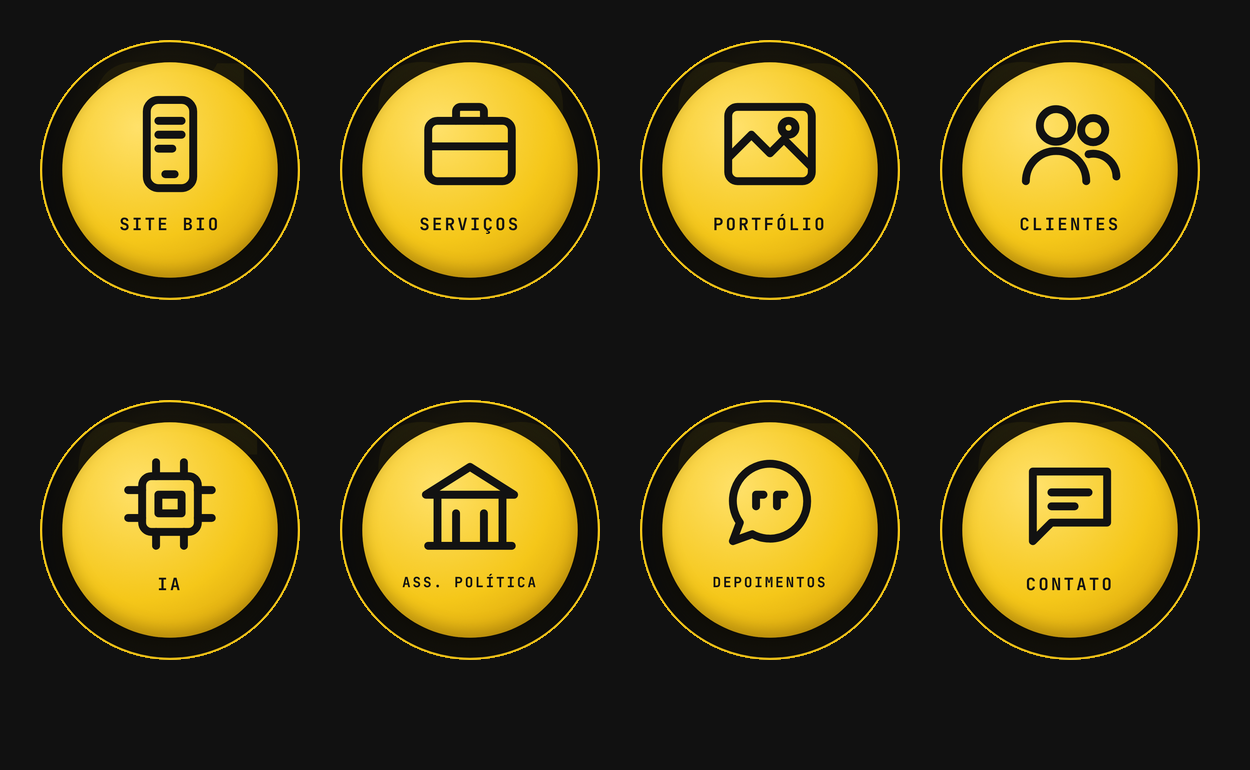 SITE BIO
SERVIÇOS
PORTFÓLIO
CLIENTES
IA
ASS. POLÍTICA
DEPOIMENTOS
CONTATO